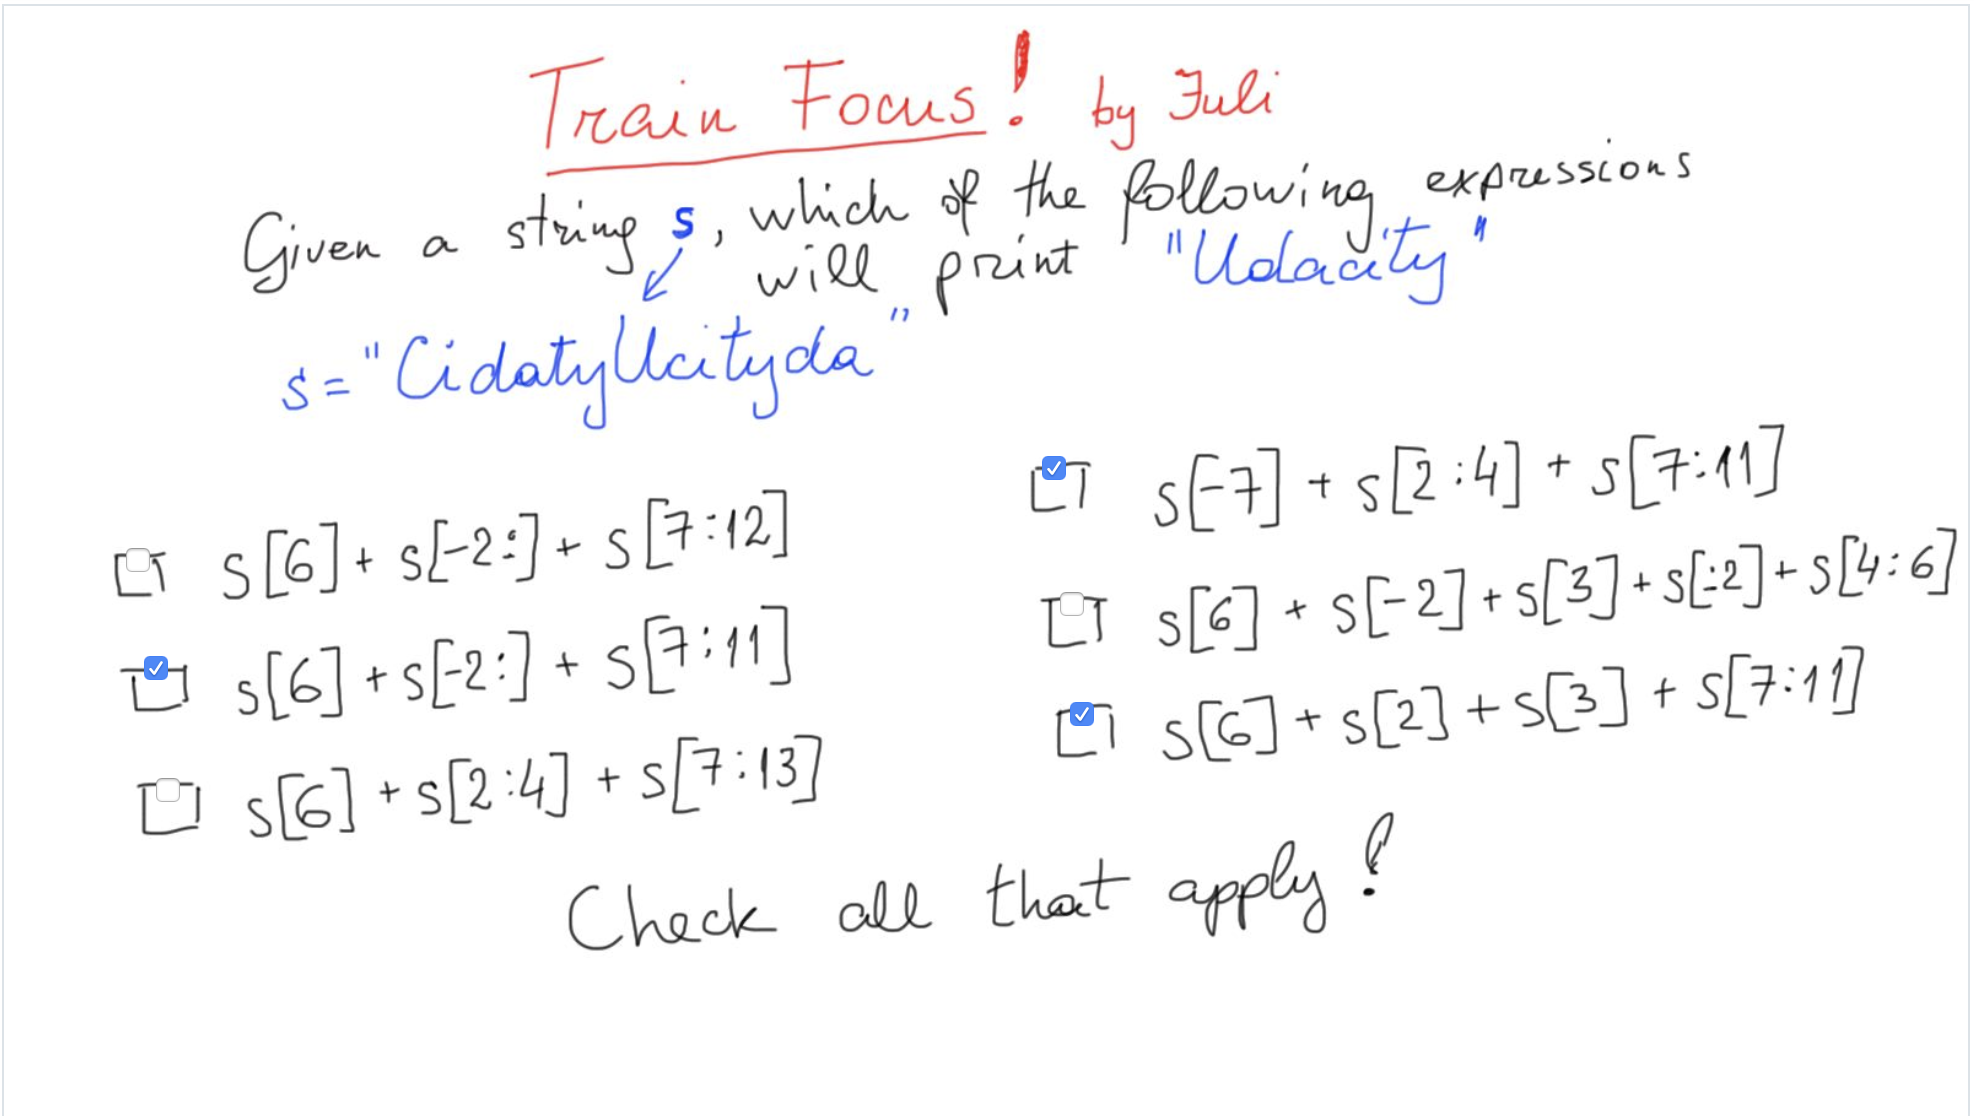 Train Focus! by Juli
Given a string s, which of the following expressions
will print "Udacity"
s="CidatyUcityda"
s[6]+s[-2:]+s[7:12]
s[6]+s[-2:]+s[7:11]
s[6]+s[2:4]+s[7:13]
s[-7]+s[2:4]+s[7:11]
s[6]+s[-2]+s[3]+s[:2]+s[4:6]
s[6]+s[2]+s[3]+s[7:11]
Check all that apply!